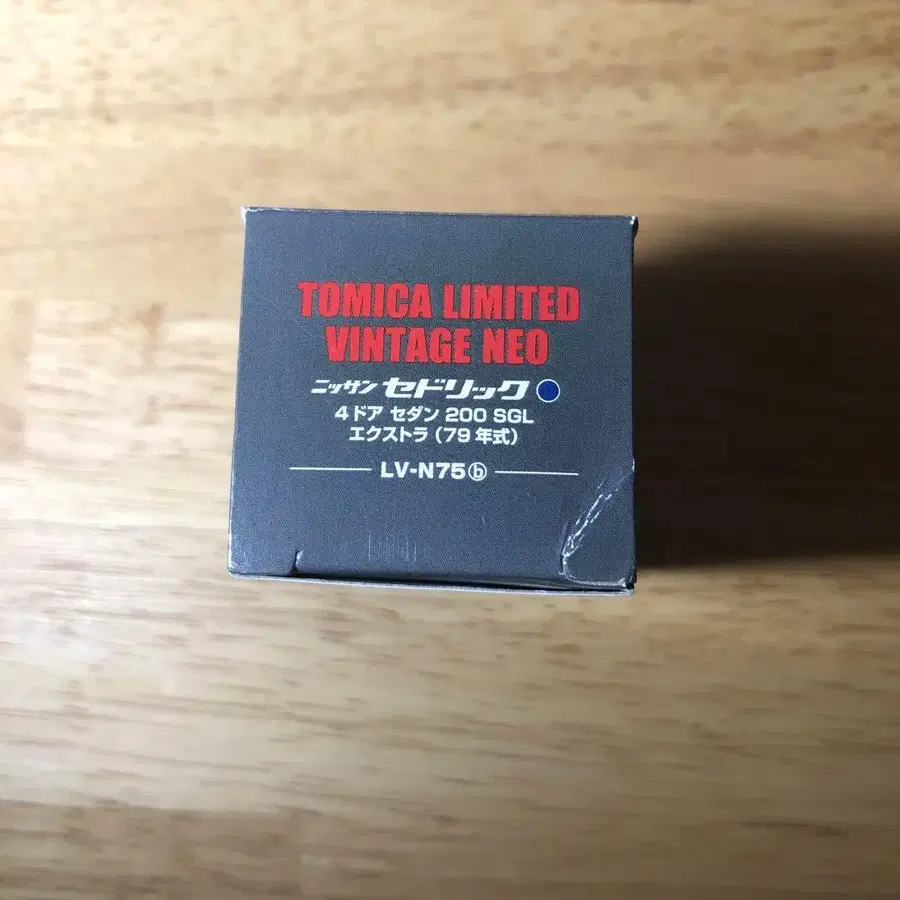 TOMICA LIMITED
VINTAGE NEO
ニッサン セドリック
4ドア セダン 200 SGL
エクストラ (79年式)
LV-N75ⓑ